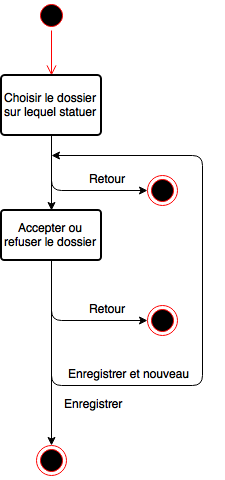 Choisir le dossier
sur lequel statuer
Retour
Accepter ou
refuser le dossier
Retour
Enregistrer et nouveau
Enregistrer